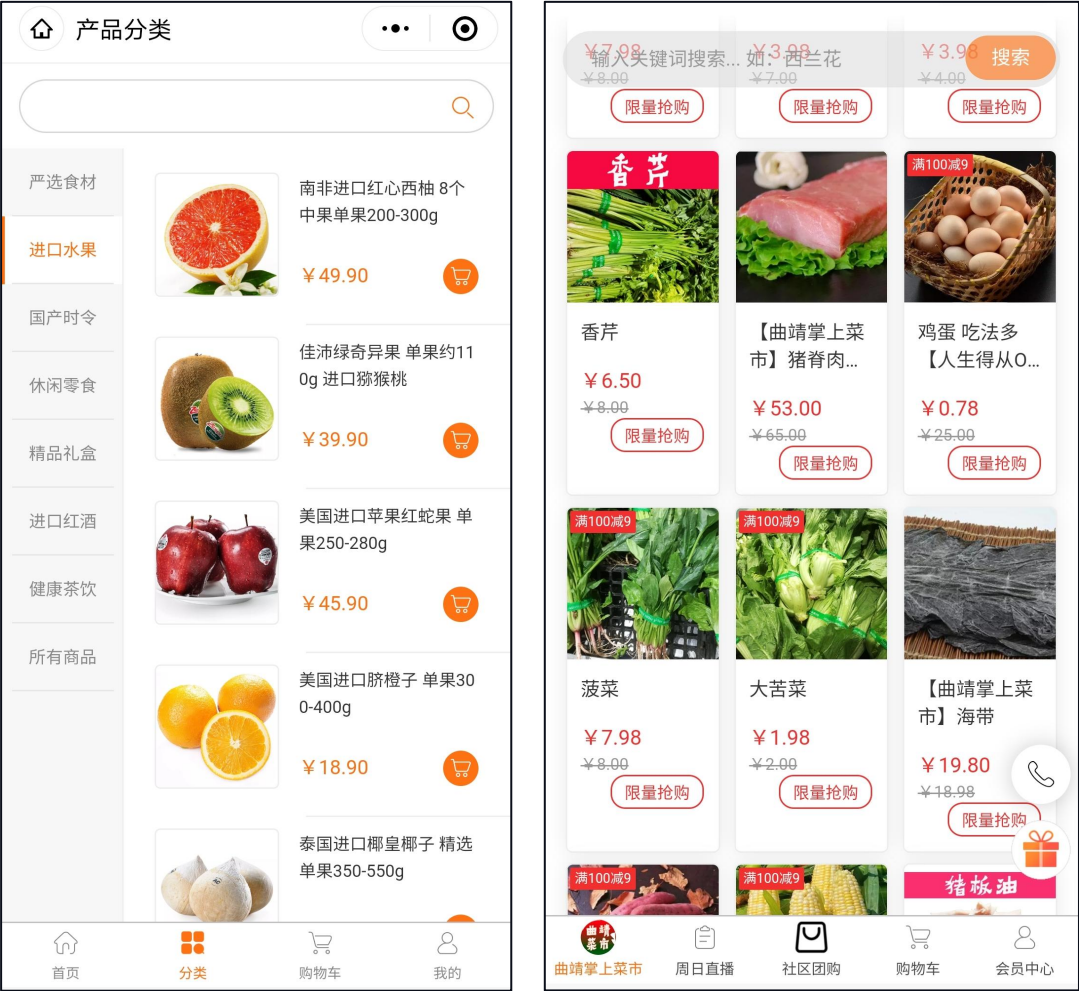 产品分类
严选食材
进口水果
国产时令
休闲零食
精品礼盒
进口红酒
健康茶饮
所有商品
南非进口红心西柚 8个
中果单果200-300g
￥49.90
佳沛绿奇异果 单果约11
0g 进口猕猴桃
￥39.90
美国进口苹果红蛇果 单
果250-280g
￥45.90
美国进口脐橙子 单果30
0-400g
￥18.90
泰国进口椰皇椰子 精选
单果350-550g
首页
分类
购物车
我的
￥7.98
￥3.98
￥3.98
输入关键词搜索... 如：西兰花
搜索
￥8.00
￥7.00
￥4.00
限量抢购
限量抢购
限量抢购
香芹
满100减9
香芹
￥6.50
￥8.00
限量抢购
【曲靖掌上菜
市】猪脊肉...
￥53.00
￥65.00
限量抢购
鸡蛋 吃法多
【人生得从O...
￥0.78
￥25.00
限量抢购
满100减9
满100减9
菠菜
￥7.98
￥8.00
限量抢购
大苦菜
￥1.98
￥2.00
限量抢购
【曲靖掌上菜
市】海带
￥19.80
￥18.98
限量抢购
满100减9
满100减9
猪板油
曲靖
菜市
曲靖掌上菜市
周日直播
社区团购
购物车
会员中心